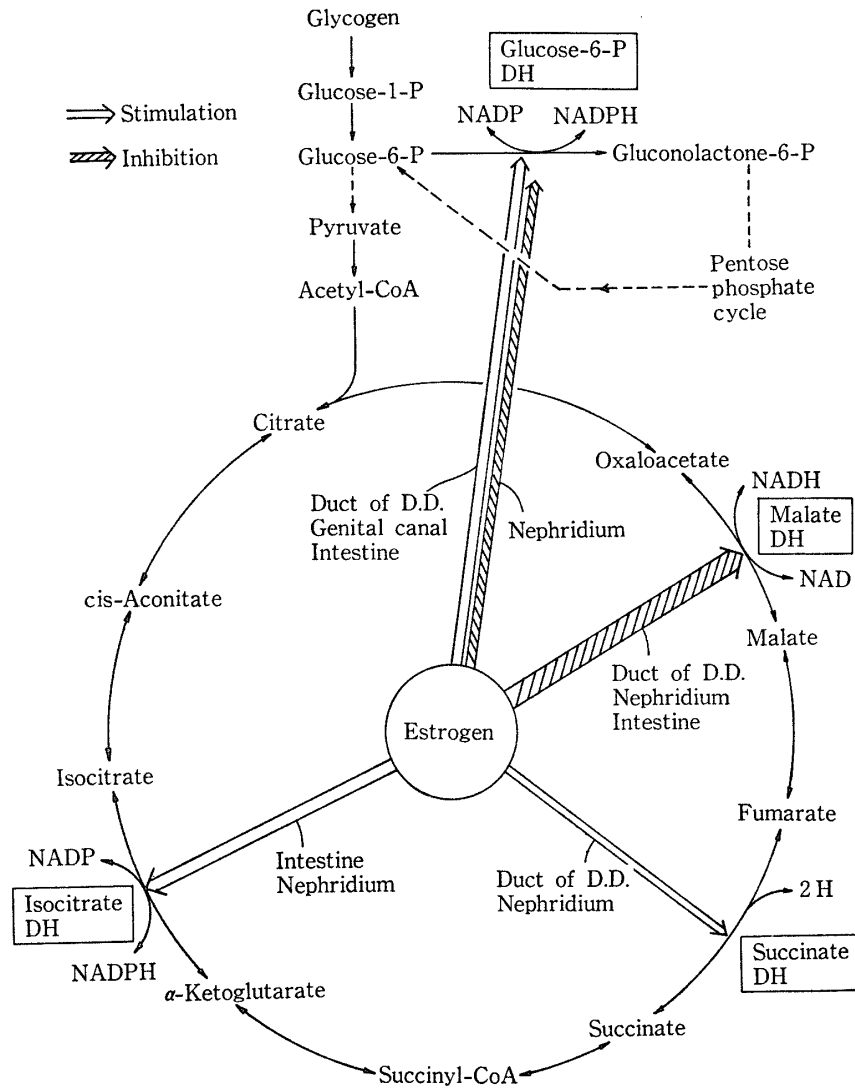 Glycogen
Glucose-1-P
Glucose-6-P
Pyruvate
Acetyl-CoA
Stimulation
Inhibition
Glucose-6-P
DH
NADP
NADPH
Gluconolactone-6-P
Pentose
phosphate
cycle
Citrate
Oxaloacetate
NADH
Malate
DH
NAD
Malate
Duct of D.D.
Genital canal
Intestine
Nephridium
cis-Aconitate
Duct of D.D.
Nephridium
Intestine
Estrogen
Isocitrate
Fumarate
NADP
Isocitrate
DH
NADPH
Intestine
Nephridium
Duct of D.D.
Nephridium
2 H
Succinate
DH
α-Ketoglutarate
Succinate
Succinyl-CoA